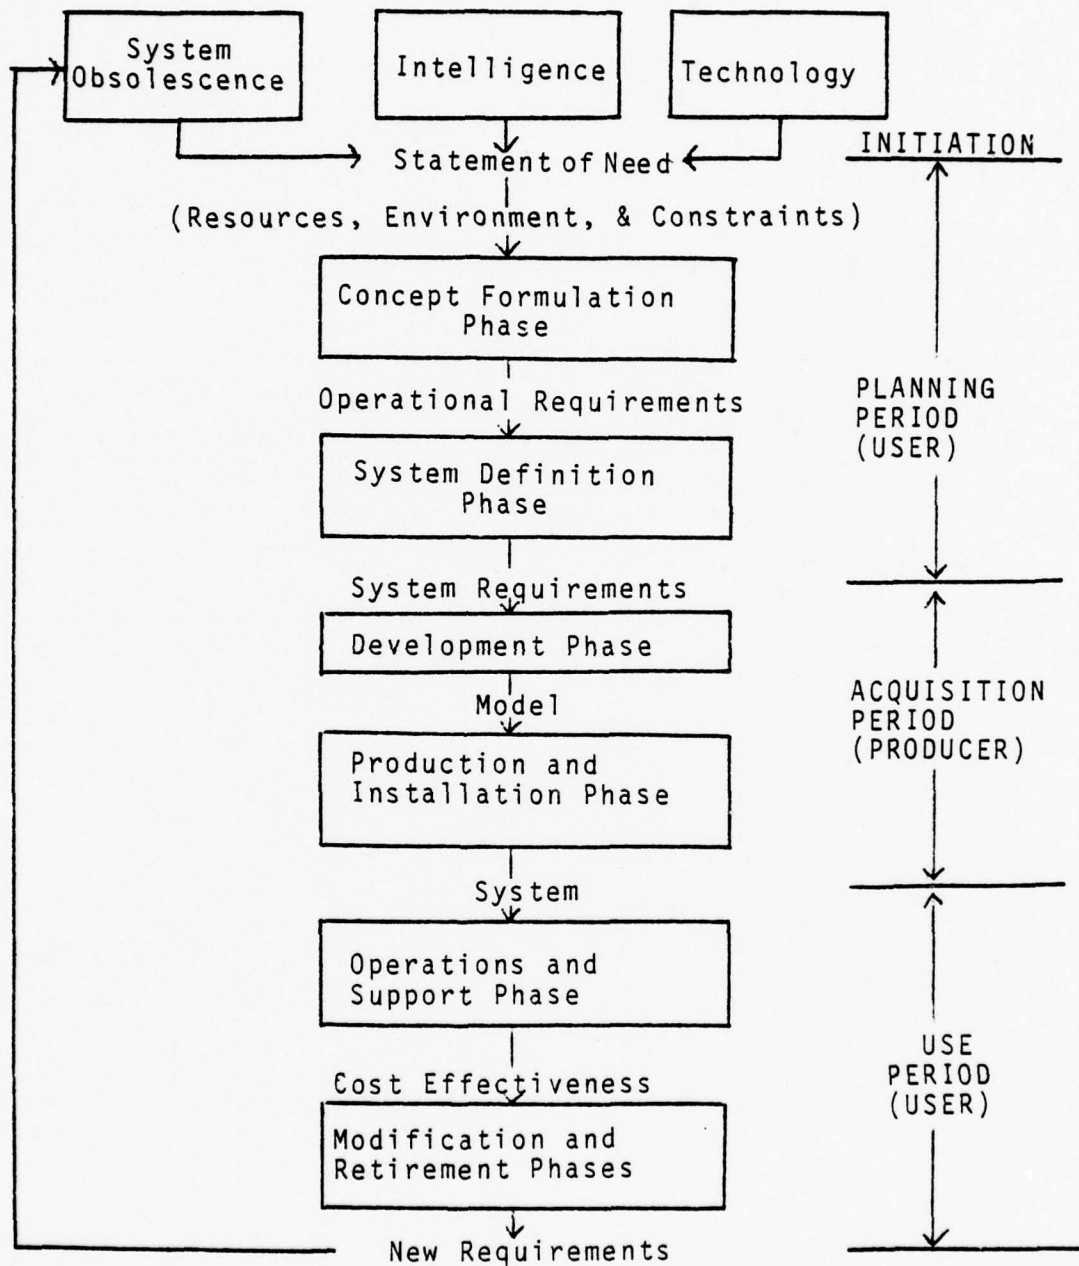 System
Obsolescence
Intelligence
Technology
INITIATION
Statement of Need
(Resources, Environment, & Constraints)
Concept Formulation
Phase
Operational Requirements
PLANNING
PERIOD
(USER)
System Definition
Phase
System Requirements
Development Phase
Model
ACQUISITION
PERIOD
(PRODUCER)
Production and
Installation Phase
System
Operations and
Support Phase
USE
PERIOD
(USER)
Cost Effectiveness
Modification and
Retirement Phases
New Requirements